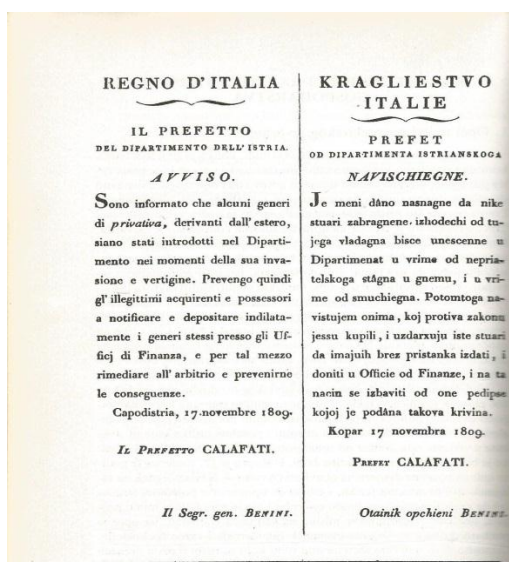 REGNO D'ITALIA
IL PREFETTO
DEL DIPARTIMENTO DELL'ISTRIA.
AVVISO.
Sono informato che alcuni generi
di privativa, derivanti dall'estero,
siano stati introdotti nel Diparti-
mento nei momenti della sua inva-
sione e vertigine. Prevengo quindi
gl'illegittimi acquirenti e possessori
a notificare e depositare indilata-
mente i generi stessi presso gli Uf-
ficj di Finanza, e per tal mezzo
rimediare all'arbitrio e prevenirne
le conseguenze.
Capodistria, 17 novembre 1809.
IL PREFETTO CALAFATI.
Il Segr. gen. BENINI.
KRAGLIESTVO
ITALIE
PREFET
OD DIPARTIMENTA ISTRIANSKOGA
NAVISCHIEGNE.
Je meni dâno nasnagne da nike
stuari zabragnene, izhodechi od tu-
jega vladagna bisce unescenne u
Dipartimenat u vrime od nepria-
telskoga stâgna u gnemu, i u vri-
me od smuchiegna. Potomtoga na-
vistujem onima, koj protiva zakonu
jessu kupili, i uzdarxuju iste stuari
da imajuih brez pristanka izdati, i
doniti u Officie od Finanze, i na ta
nacin se izbaviti od one pedipse
kojoj je podâna takova krivina.
Kopar 17 novembra 1809.
PREFET CALAFATI.
Otainik opchieni BENINI.